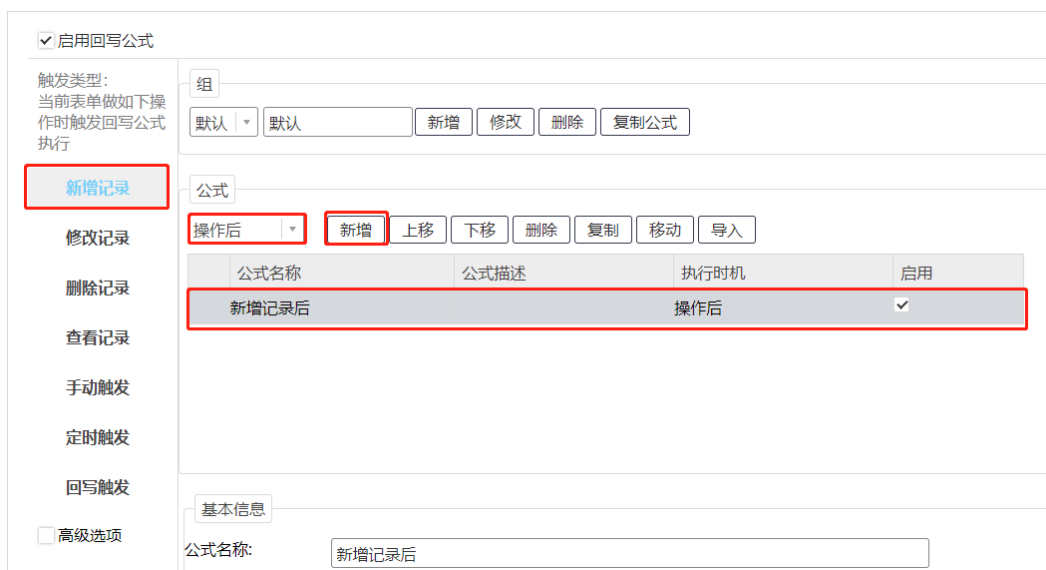 启用回写公式
触发类型：
当前表单做如下操
作时触发回写公式
执行
新增记录
修改记录
删除记录
查看记录
手动触发
定时触发
回写触发
高级选项
组
默认 默认 新增 修改 删除 复制公式
公式
操作后 新增 上移 下移 删除 复制 移动 导入
公式名称 公式描述 执行时机 启用
新增记录后 操作后
基本信息
公式名称: 新增记录后